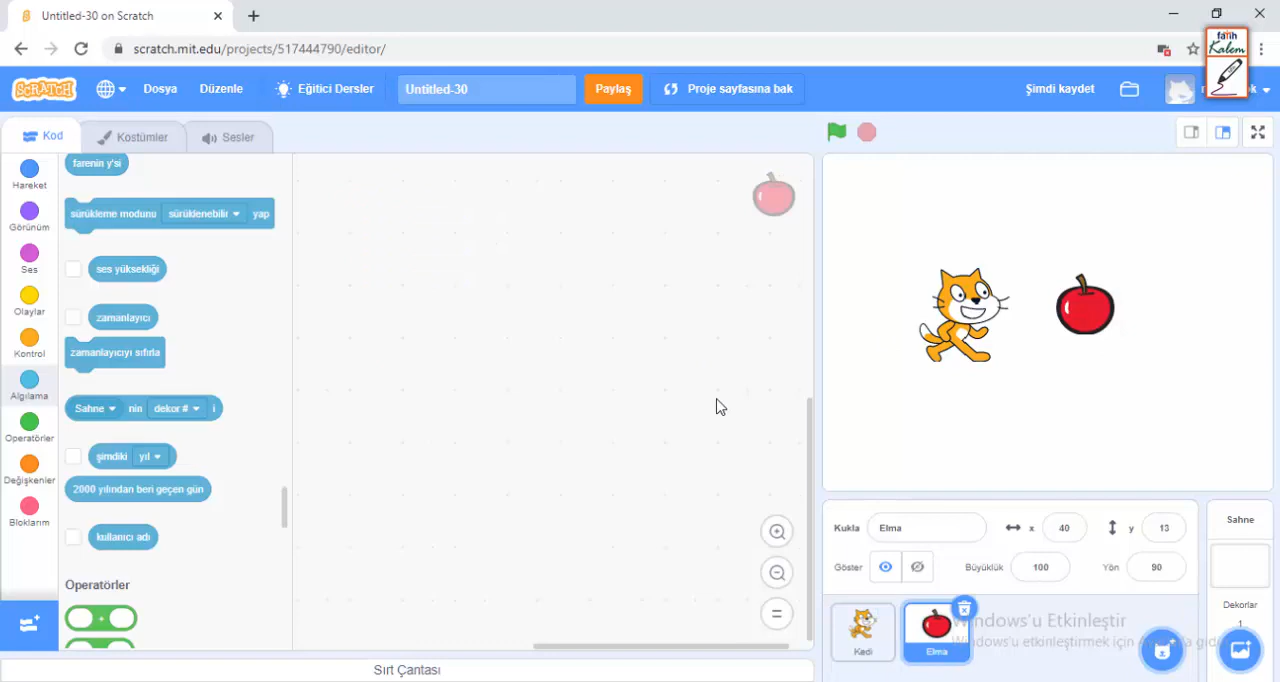 Untitled-30 on Scratch
scratch.mit.edu/projects/517444790/editor/
fatih
Kalem
SCRATCH
Dosya
Düzenle
Eğitici Dersler
Untitled-30
Paylaş
Proje sayfasına bak
Şimdi kaydet
Kod
Kostümler
Sesler
Hareket
Görünüm
Ses
Olaylar
Kontrol
Algılama
Operatörler
Değişkenler
Bloklarım
farenin y'si
sürükleme modunu sürüklenebilir yap
ses yüksekliği
zamanlayıcı
zamanlayıcıyı sıfırla
Sahne nin dekor # i
şimdiki yıl
2000 yılından beri geçen gün
kullanıcı adı
Operatörler
+
Kukla Elma x 40 y 13
Göster Büyüklük 100 Yön 90
Kedi
Elma
Sahne
Dekorlar
1
Windows'u Etkinleştir
Windows'u etkinleştirmek için
Sırt Çantası